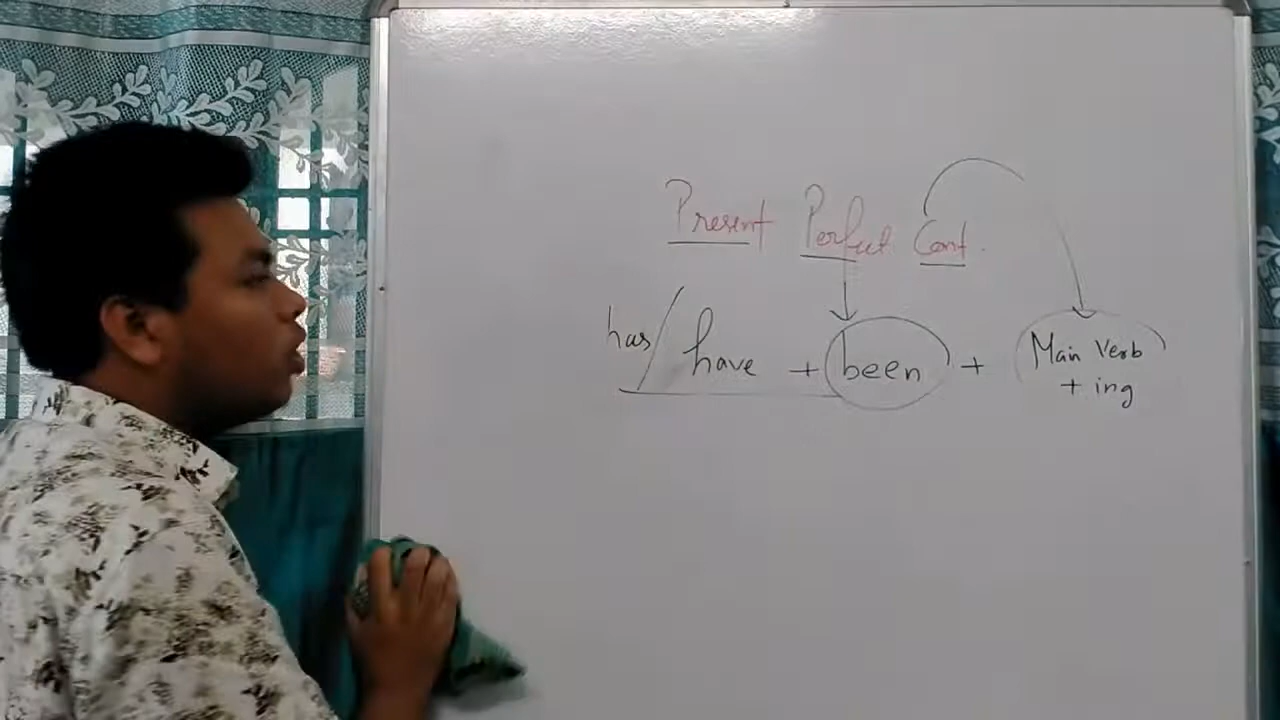 Present Perfect Cont.
has/have + been + Main Verb
+ ing